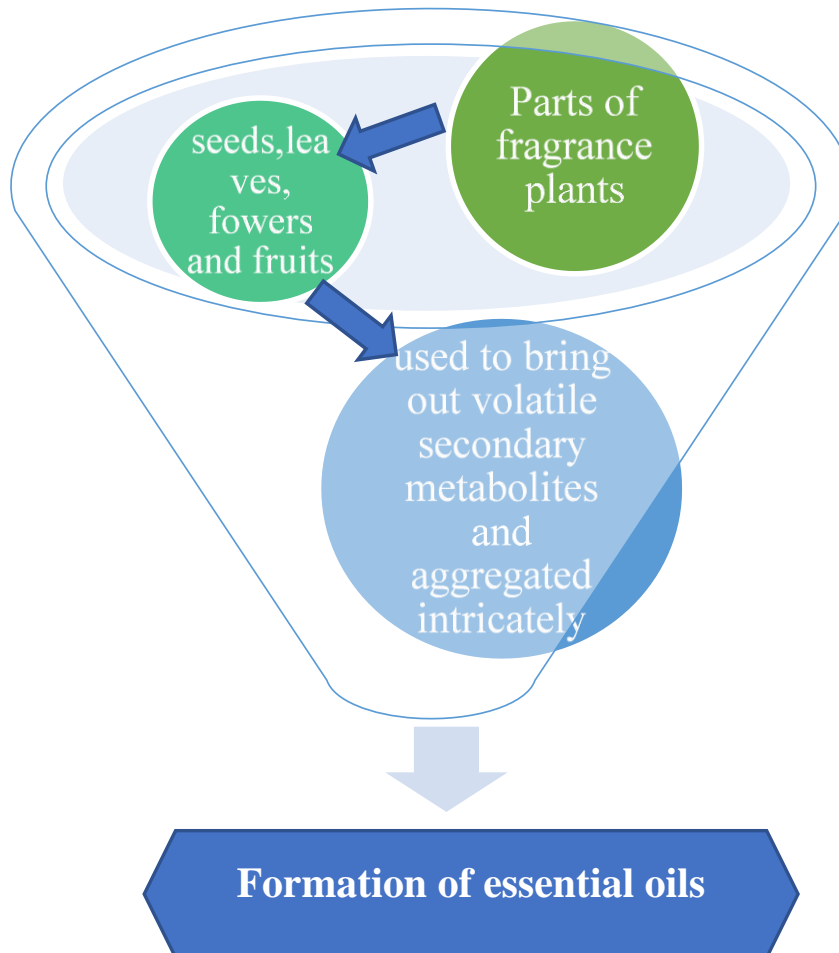 Parts of
fragrance
plants
seeds,lea
ves,
fowers
and fruits
used to bring
out volatile
secondary
metabolites
and
aggregated
intricately
Formation of essential oils